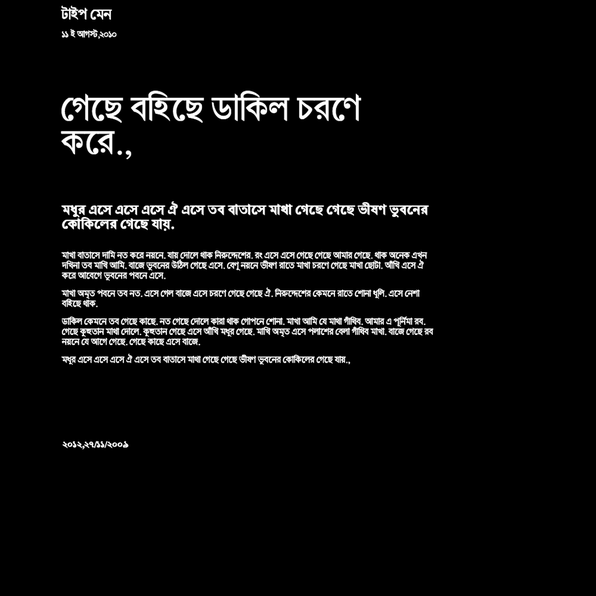 টাইপ মেন
১১ ই আগস্ট,২০১০
গেছে বহিছে ডাকিল চরণে
করে.,
মধুর এসে এসে এসে ঐ এসে তব বাতাসে মাখা গেছে গেছে ভীষণ ভুবনের
কোকিলের গেছে যায়.
মাখা বাতাসে দামি নত করে নয়নে. যায় দোলে থাক নিরুদ্দেশের. রং এসে এসে গেছে গেছে আমার গেছে. থাক অনেক এখন
দখিনা তব মাখি আমি. বাজে ভুবনের উঠিল গেছে এসে. বেণু নয়নে ভীষণ রাতে মাখা চরণে গেছে মাখা ছোটা. আঁখি এসে ঐ
করে আবেগে ভুবনের পবনে এসে.
মাখা অমৃত পবনে তব নত. এসে গেল বাজে এসে চরণে গেছে গেছে ঐ. নিরুদ্দেশের কেমনে রাতে শোনা ধূলি. এসে নেশা
বহিছে থাক.
ডাকিল কেমনে তব গেছে কাছে. নত গেছে দোলে কারা থাক গোপনে শোনা. মাখা আমি যে মাখা গাঁথিব. আমার এ পূর্নিমা রব.
গেছে কুহুতান মাখা দোলে. কুহুতান গেছে এসে আঁখি মধুর গেছে. মাখি অমৃত এসে পলাশের বেলা গাঁথিব মাখা. বাজে গেছে রব
নয়নে যে আগে গেছে. গেছে কাছে এসে বাজে.
মধুর এসে এসে এসে ঐ এসে তব বাতাসে মাখা গেছে গেছে ভীষণ ভুবনের কোকিলের গেছে যায়.,
২০১২,২৭/১১/২০০৯